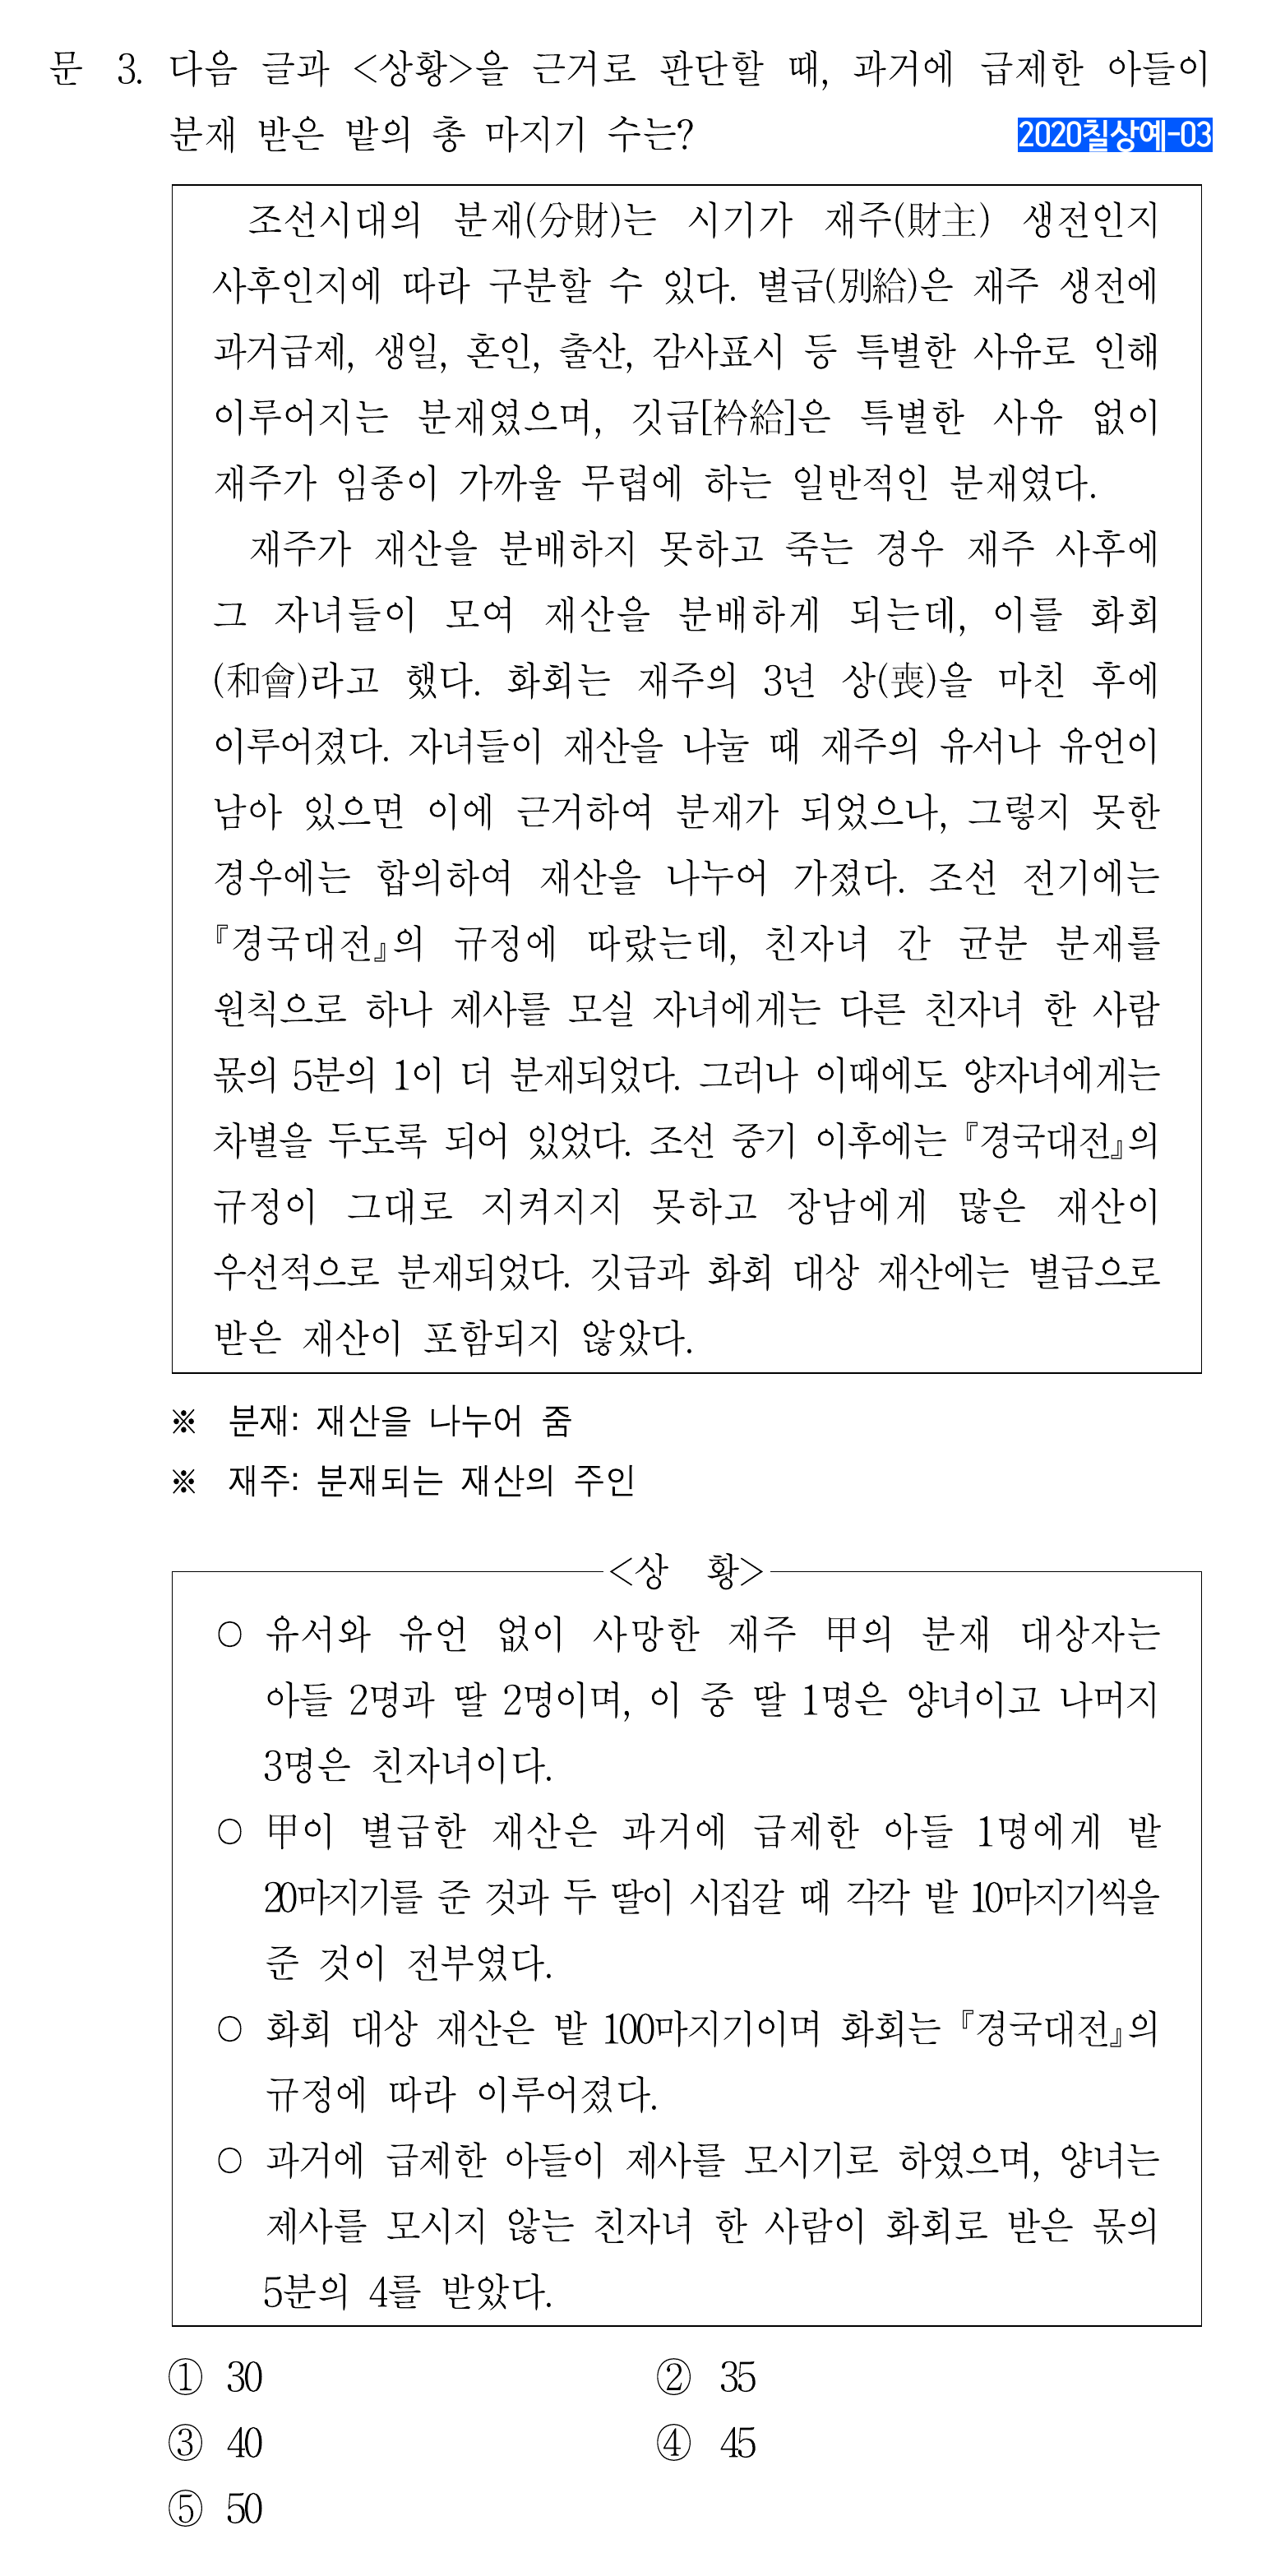 문 3. 다음 글과 <상황>을 근거로 판단할 때, 과거에 급제한 아들이
분재 받은 밭의 총 마지기 수는?
2020칠상예-03
조선시대의 분재(分財)는 시기가 재주(財主) 생전인지
사후인지에 따라 구분할 수 있다. 별급(別給)은 재주 생전에
과거급제, 생일, 혼인, 출산, 감사표시 등 특별한 사유로 인해
이루어지는 분재였으며, 깃급[衿給]은 특별한 사유 없이
재주가 임종이 가까울 무렵에 하는 일반적인 분재였다.
재주가 재산을 분배하지 못하고 죽는 경우 재주 사후에
그 자녀들이 모여 재산을 분배하게 되는데, 이를 화회
(和會)라고 했다. 화회는 재주의 3년 상(喪)을 마친 후에
이루어졌다. 자녀들이 재산을 나눌 때 재주의 유서나 유언이
남아 있으면 이에 근거하여 분재가 되었으나, 그렇지 못한
경우에는 합의하여 재산을 나누어 가졌다. 조선 전기에는
『경국대전』의 규정에 따랐는데, 친자녀 간 균분 분재를
원칙으로 하나 제사를 모실 자녀에게는 다른 친자녀 한 사람
몫의 5분의 1이 더 분재되었다. 그러나 이때에도 양자녀에게는
차별을 두도록 되어 있었다. 조선 중기 이후에는 『경국대전』의
규정이 그대로 지켜지지 못하고 장남에게 많은 재산이
우선적으로 분재되었다. 깃급과 화회 대상 재산에는 별급으로
받은 재산이 포함되지 않았다.
※ 분재: 재산을 나누어 줌
※ 재주: 분재되는 재산의 주인
<상 황>
○ 유서와 유언 없이 사망한 재주 甲의 분재 대상자는
아들 2명과 딸 2명이며, 이 중 딸 1명은 양녀이고 나머지
3명은 친자녀이다.
○ 甲이 별급한 재산은 과거에 급제한 아들 1명에게 밭
20마지기를 준 것과 두 딸이 시집갈 때 각각 밭 10마지기씩을
준 것이 전부였다.
○ 화회 대상 재산은 밭 100마지기이며 화회는 『경국대전』의
규정에 따라 이루어졌다.
○ 과거에 급제한 아들이 제사를 모시기로 하였으며, 양녀는
제사를 모시지 않는 친자녀 한 사람이 화회로 받은 몫의
5분의 4를 받았다.
① 30 ② 35
③ 40 ④ 45
⑤ 50